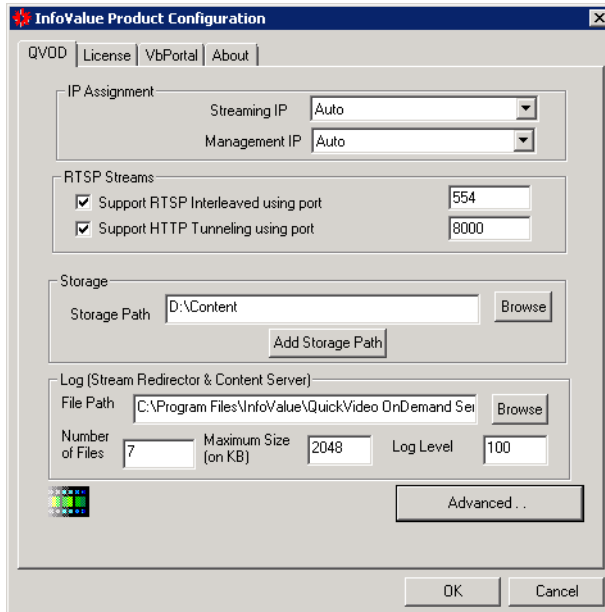 InfoValue Product Configuration
QVOD License VbPortal About
IP Assignment
Streaming IP Auto
Management IP Auto
RTSP Streams
Support RTSP Interleaved using port 554
Support HTTP Tunneling using port 8000
Storage
Storage Path D:\Content Browse
Add Storage Path
Log (Stream Redirector & Content Server)
File Path C:\Program Files\InfoValue\QuickVideo OnDemand Ser Browse
Number of Files 7 Maximum Size (on KB) 2048 Log Level 100
Advanced . .
OK Cancel